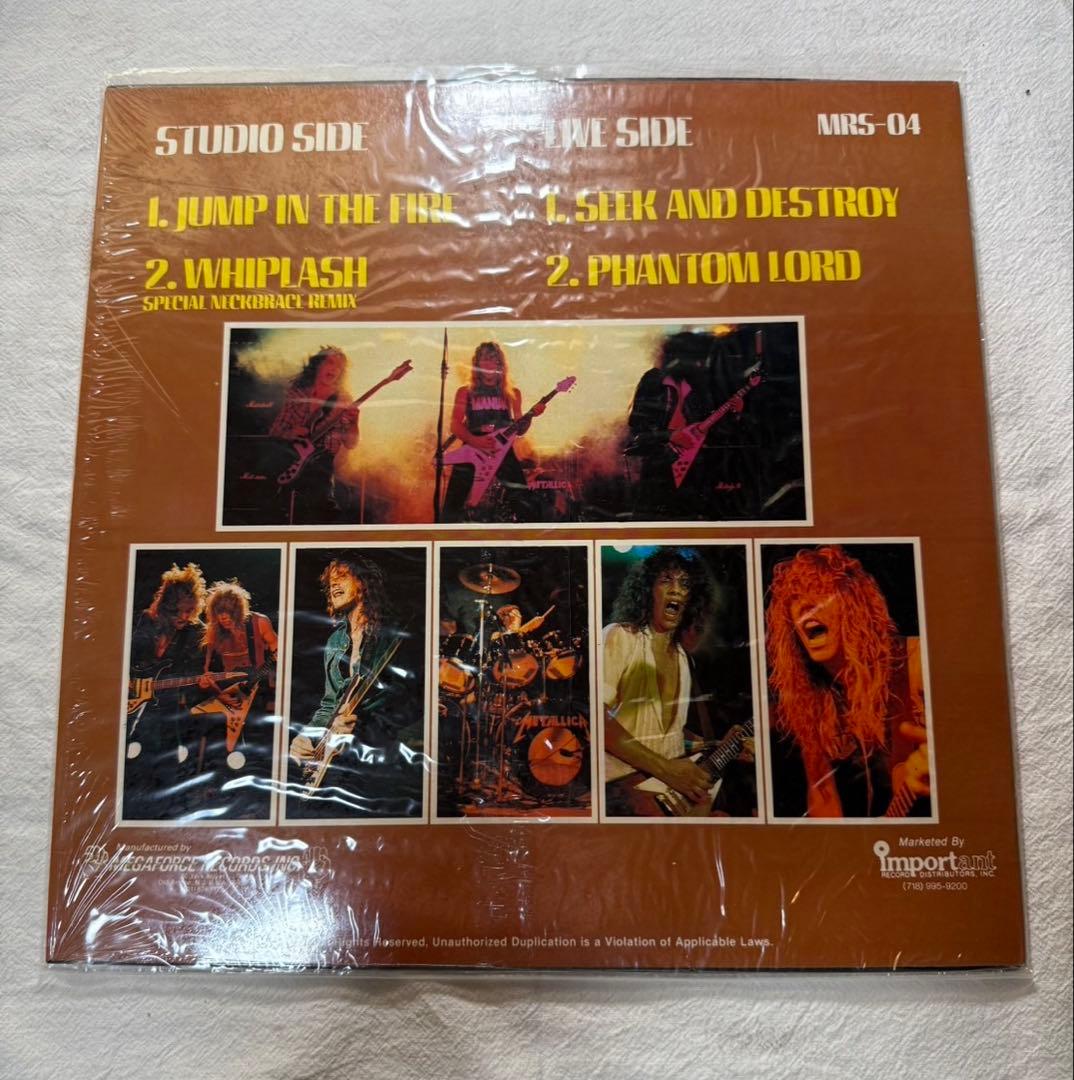 STUDIO SIDE
1. JUMP IN THE FIRE
2. WHIPLASH
SPECIAL NECKBRACE REMIX
LIVE SIDE
1. SEEK AND DESTROY
2. PHANTOM LORD
MRS-04
Marshall
METALLICA
METALLICA
Manufactured by
MEGAFORCE RECORDS, INC.
Marketed By
important
RECORD DISTRIBUTORS, INC.
(718) 995-9200
Rights Reserved, Unauthorized Duplication is a Violation of Applicable Laws.